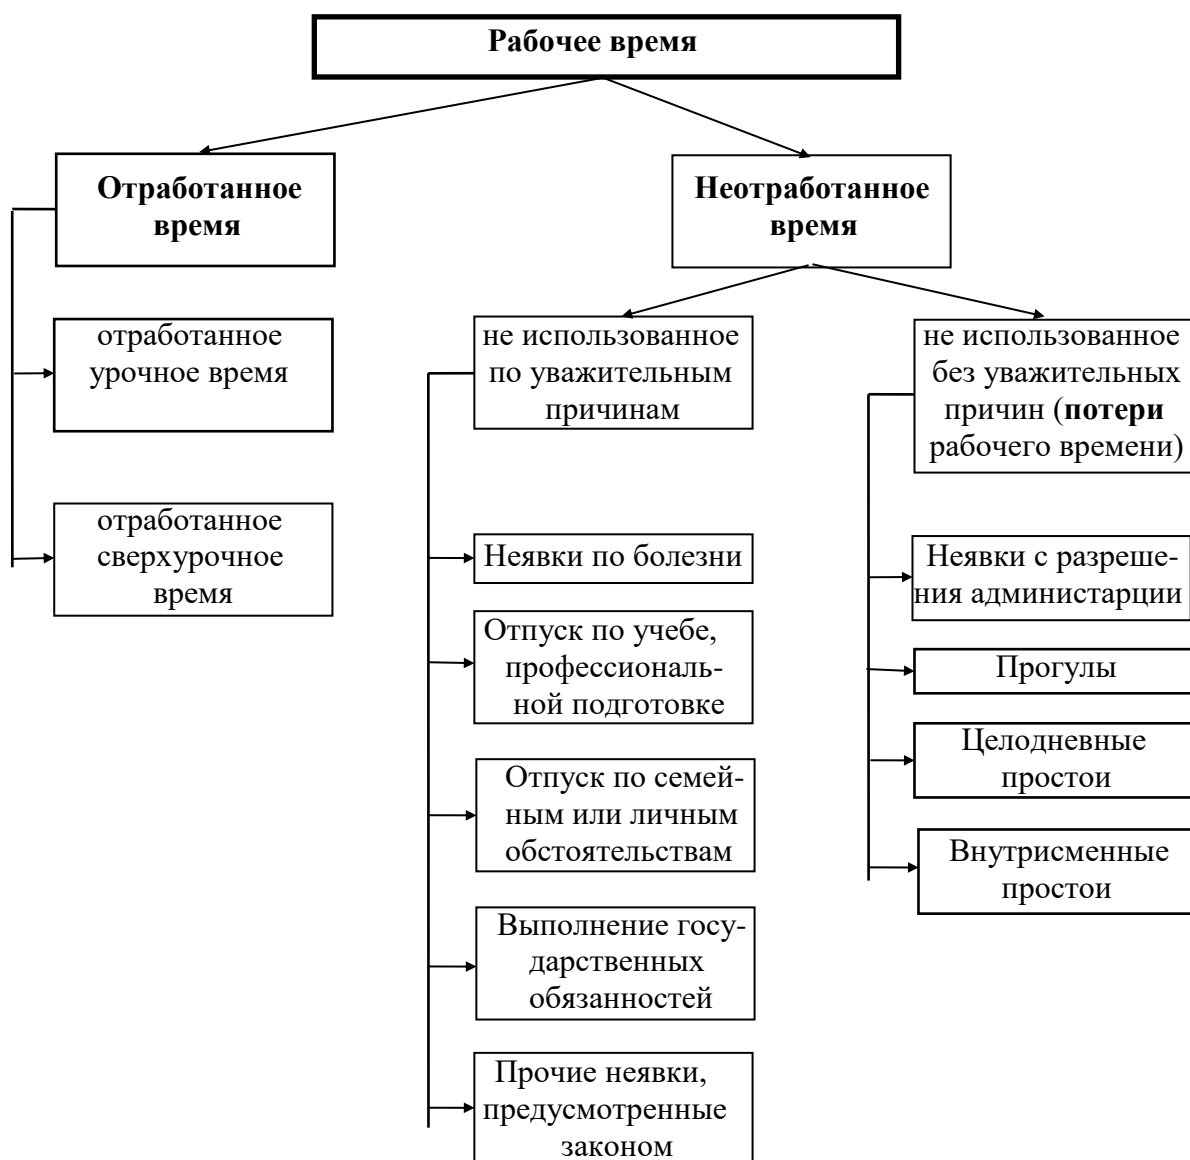 Рабочее время
Отработанное
время
Неотработанное
время
отработанное
урочное время
отработанное
сверхурочное
время
не использованное
по уважительным
причинам
Неявки по болезни
Отпуск по учебе,
профессиональ-
ной подготовке
Отпуск по семей-
ным или личным
обстоятельствам
Выполнение госу-
дарственных
обязанностей
Прочие неявки,
предусмотренные
законом
не использованное
без уважительных
причин (потери
рабочего времени)
Неявки с разреше-
ния администарции
Прогулы
Целодневные
простои
Внутрисменные
простои